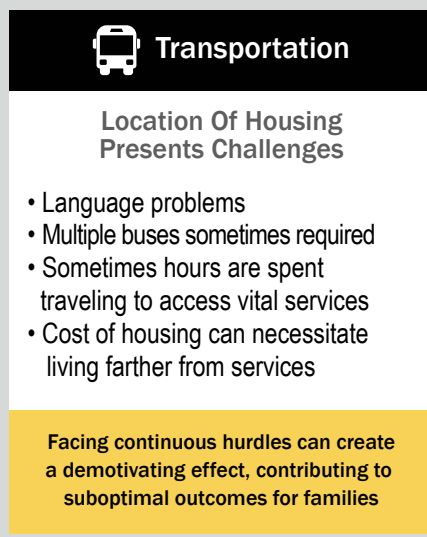 Transportation
Location Of Housing
Presents Challenges
• Language problems
• Multiple buses sometimes required
• Sometimes hours are spent
traveling to access vital services
• Cost of housing can necessitate
living farther from services
Facing continuous hurdles can create
a demotivating effect, contributing to
suboptimal outcomes for families